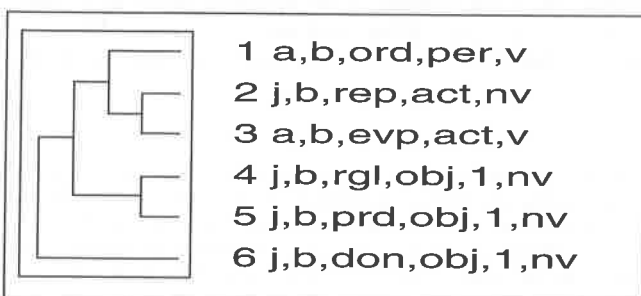 1 a,b,ord,per,v
2 j,b,rep,act,nv
3 a,b,evp,act,v
4 j,b,rgl,obj,1,nv
5 j,b,prd,obj,1,nv
6 j,b,don,obj,1,nv